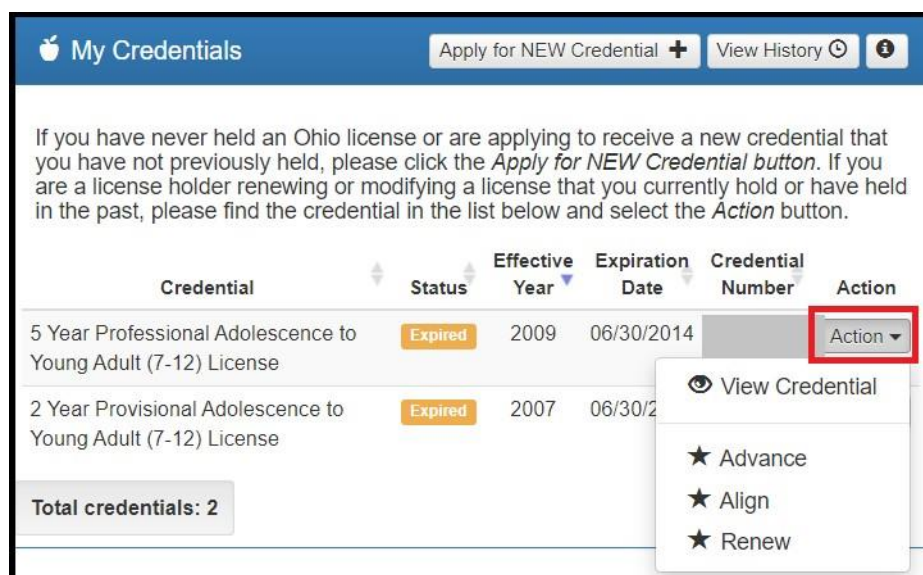 My Credentials
Apply for NEW Credential
View History
If you have never held an Ohio license or are applying to receive a new credential that
you have not previously held, please click the Apply for NEW Credential button. If you
are a license holder renewing or modifying a license that you currently hold or have held
in the past, please find the credential in the list below and select the Action button.
Credential Status Effective Year Expiration Date Credential Number Action
5 Year Professional Adolescence to Expired 2009 06/30/2014 Action
Young Adult (7-12) License
View Credential
2 Year Provisional Adolescence to Expired 2007 06/30/2
Young Adult (7-12) License
Advance
Align
Renew
Total credentials: 2